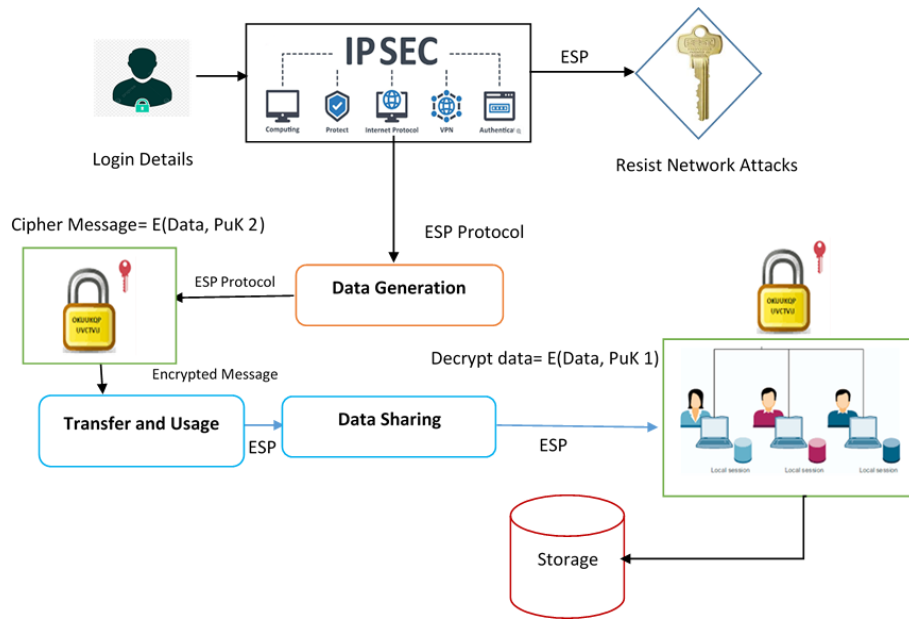 IPSEC
Computing
Protect
Internet Protocol
VPN
Authentica
ESP
Login Details
Resist Network Attacks
Cipher Message= E(Data, PuK 2)
ESP Protocol
OKUUKQP
UVCTVU
ESP Protocol
Data Generation
Decrypt data= E(Data, PuK 1)
OKUUKQP
UVCTVU
Encrypted Message
Transfer and Usage
ESP
Data Sharing
ESP
Local session
Local session
Local session
Storage